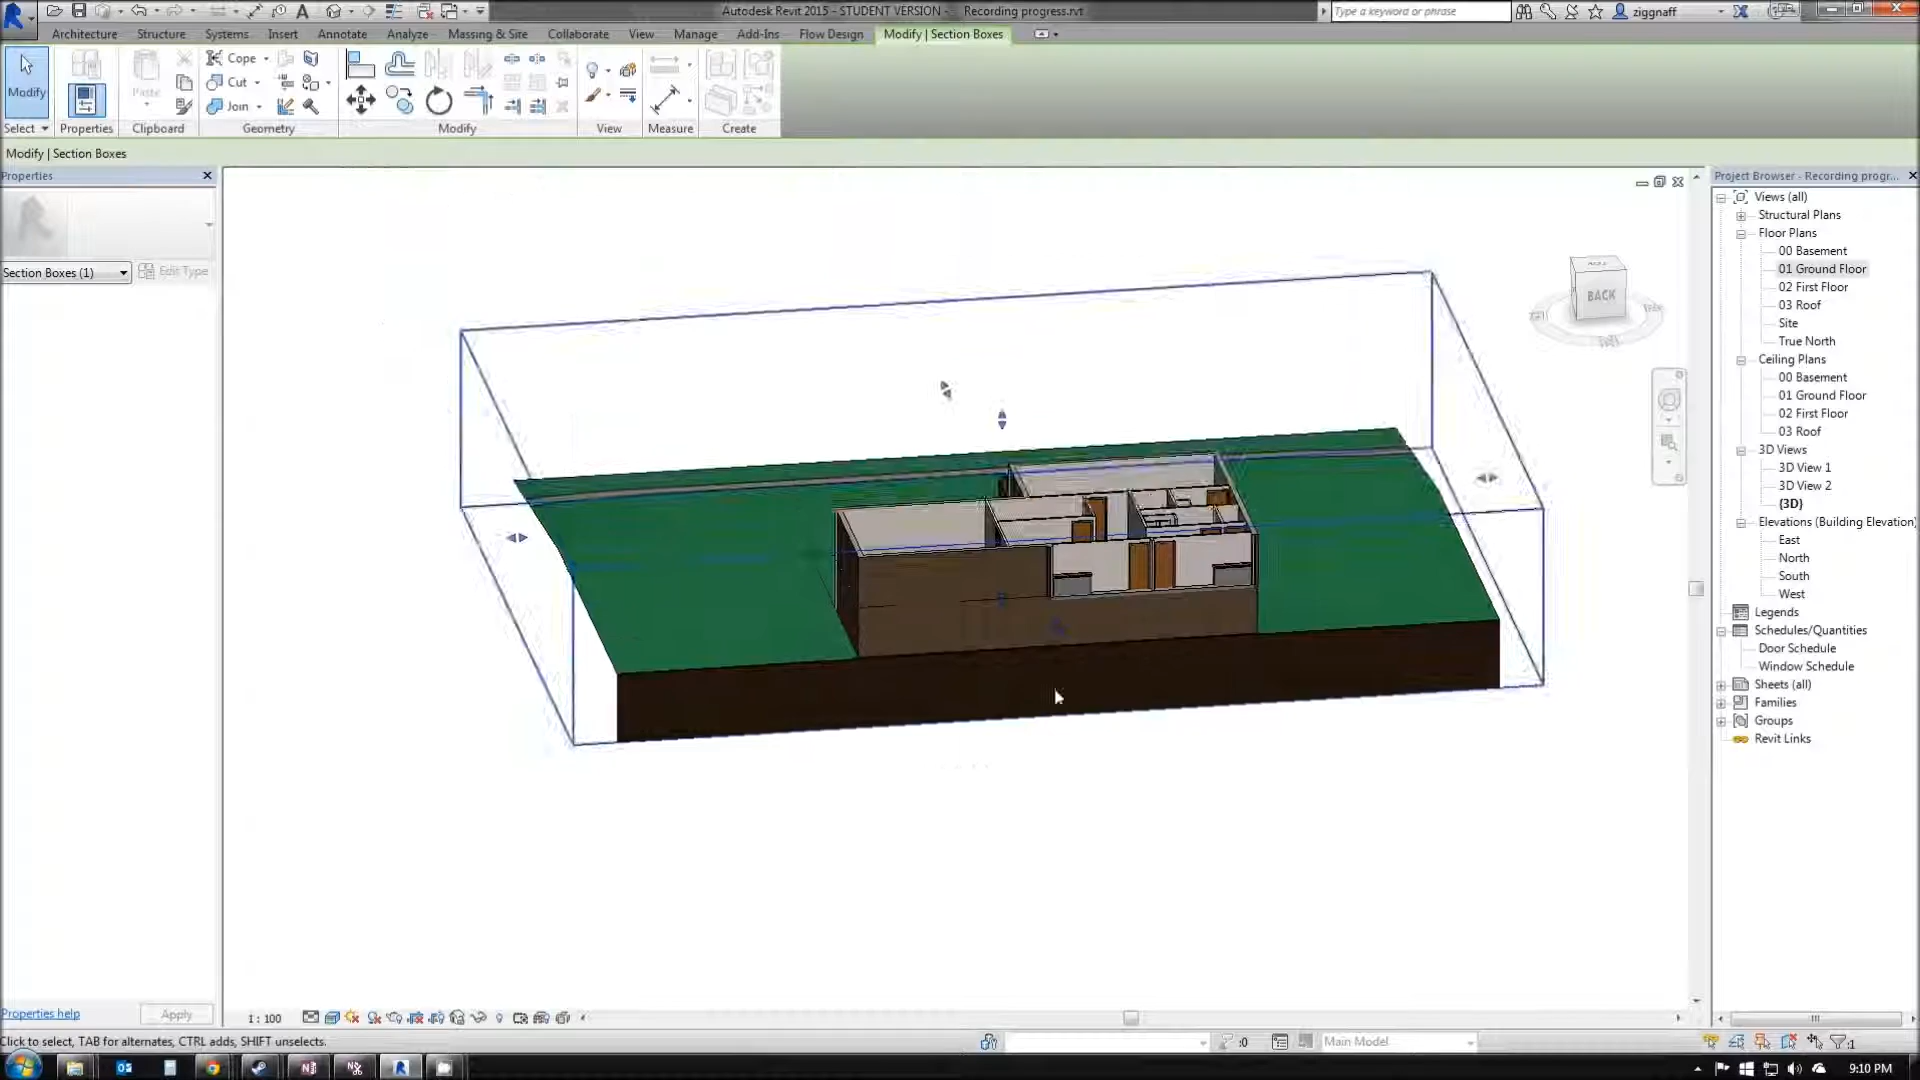 Autodesk Revit 2015 - STUDENT VERSION - Recording progress.rvt
Type a keyword or phrase
ziggnaff
Architecture Structure Systems Insert Annotate Analyze Massing & Site Collaborate View Manage Add-Ins Flow Design Modify | Section Boxes
Modify
Paste
Cope
Cut
Join
Select Properties Clipboard Geometry Modify View Measure Create
Modify | Section Boxes
Properties
Section Boxes (1)
Edit Type
Properties help
Apply
BACK
Project Browser - Recording progr...
Views (all)
Structural Plans
Floor Plans
00 Basement
01 Ground Floor
02 First Floor
03 Roof
Site
True North
Ceiling Plans
00 Basement
01 Ground Floor
02 First Floor
03 Roof
3D Views
3D View 1
3D View 2
{3D}
Elevations (Building Elevation)
East
North
South
West
Legends
Schedules/Quantities
Door Schedule
Window Schedule
Sheets (all)
Families
Groups
Revit Links
1 : 100
Click to select, TAB for alternates, CTRL adds, SHIFT unselects.
:0
Main Model
:1
9:10 PM